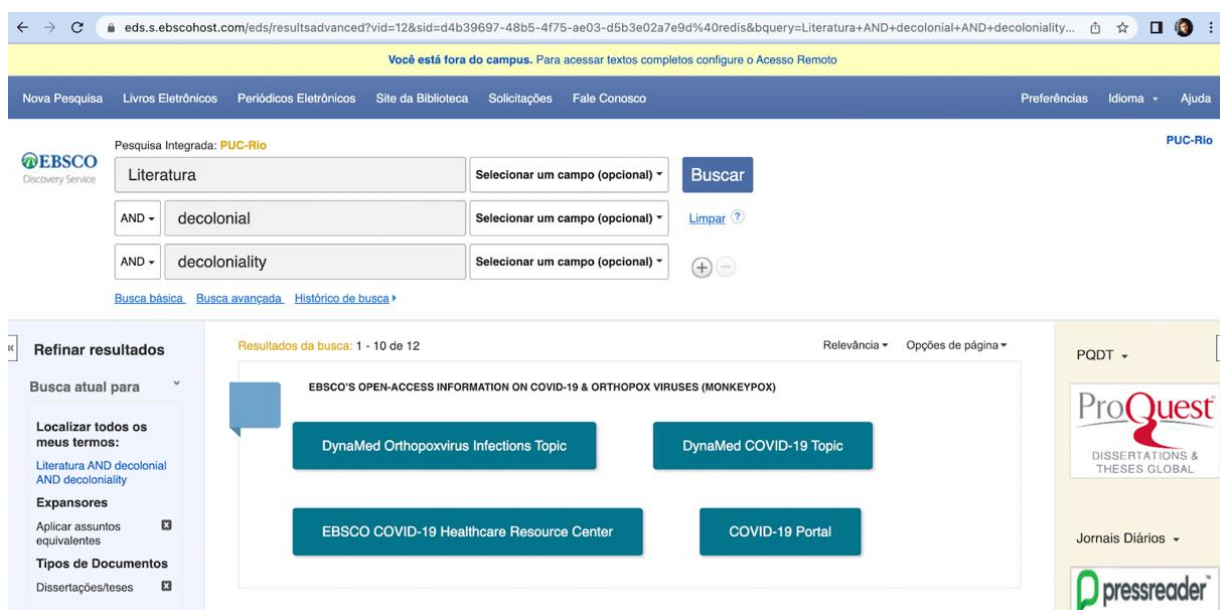 eds.s.ebscohost.com/eds/resultsadvanced?vid=12&sid=d4b39697-48b5-4f75-ae03-d5b3e02a7e9d%40redis&bquery=Literatura+AND+decolonial+AND+decoloniality...
Você está fora do campus. Para acessar textos completos configure o Acesso Remoto
Nova Pesquisa Livros Eletrônicos Periódicos Eletrônicos Site da Biblioteca Solicitações Fale Conosco Preferências Idioma Ajuda
Pesquisa Integrada: PUC-Rio PUC-Rio
EBSCO
Discovery Service
Literatura Selecionar um campo (opcional) Buscar
AND decolonial Selecionar um campo (opcional) Limpar ?
AND decoloniality Selecionar um campo (opcional)
Busca básica Busca avançada Histórico de busca
Refinar resultados
Busca atual para
Localizar todos os
meus termos:
Literatura AND decolonial
AND decoloniality
Expansores
Aplicar assuntos
equivalentes
Tipos de Documentos
Dissertações/teses
Resultados da busca: 1 - 10 de 12 Relevância Opções de página
EBSCO'S OPEN-ACCESS INFORMATION ON COVID-19 & ORTHOPOX VIRUSES (MONKEYPOX)
DynaMed Orthopoxvirus Infections Topic DynaMed COVID-19 Topic
EBSCO COVID-19 Healthcare Resource Center COVID-19 Portal
PQDT
ProQuest
DISSERTATIONS &
THESES GLOBAL
Jornais Diários
pressreader